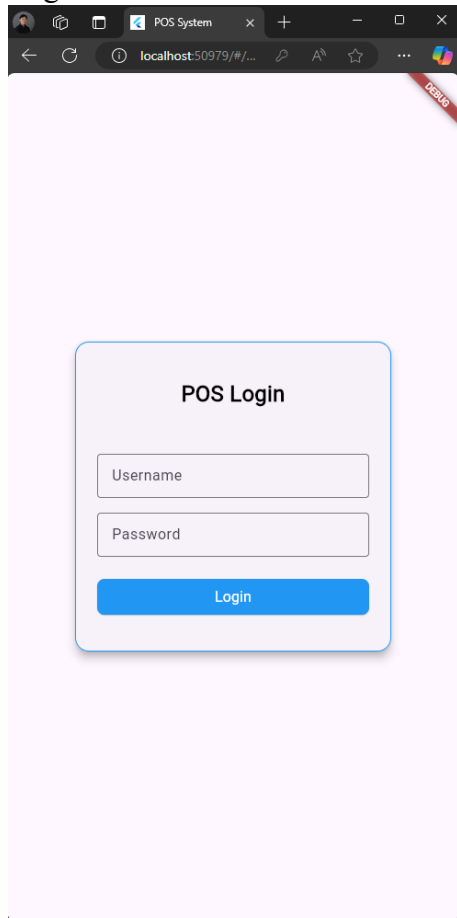 POS System
localhost:50979/#/...
DEBUG
POS Login
Username
Password
Login